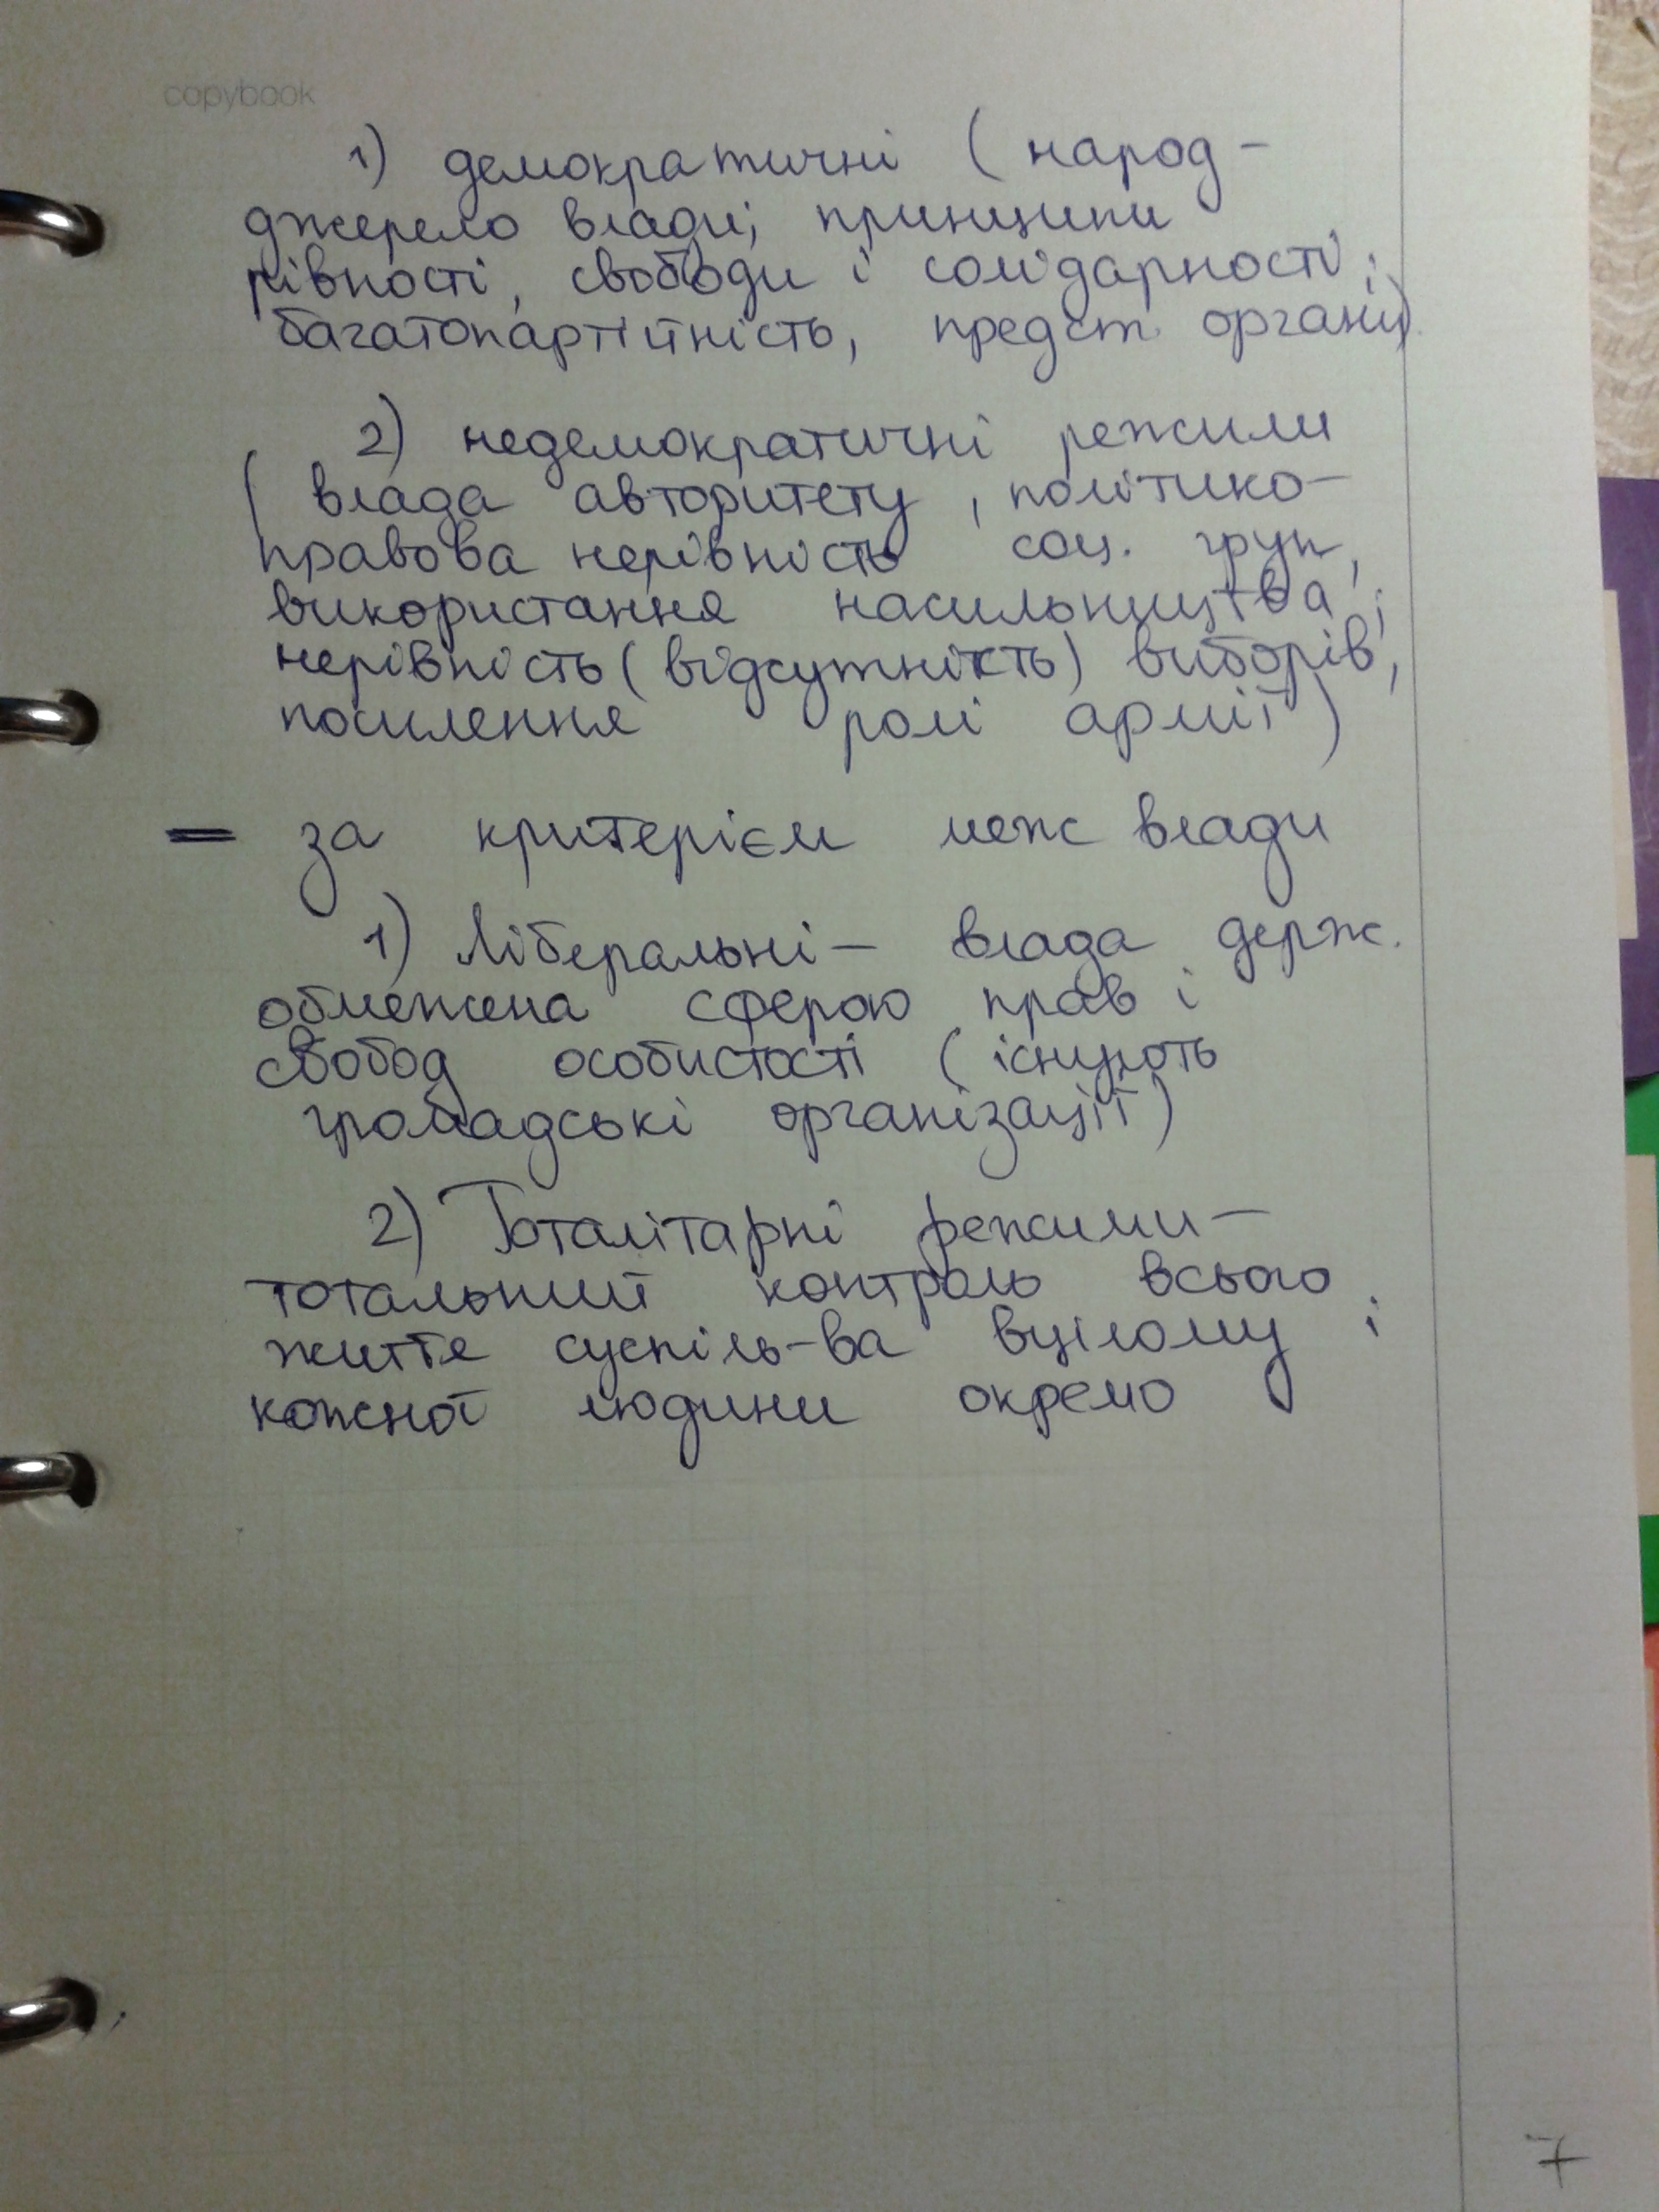 copybook
1) демократичні (народ-
джерело влади; принципи
рівності, свободи і солідарності;
багатопартійність, предст органи)
2) недемократичні режими
(влада авторитету, політико-
правова нерівність соц. груп,
використання насильництва;
нерівність (відсутність) виборів,
посилення ролі армії)
— за критерієм меж влади
1) Ліберальні — влада держ.
обмежена сферою прав і
свобод особистості (існують
громадські організації)
2) Тоталітарні режими —
тотальний контроль всього
життя суспіль-ва вцілому і
кожної людини окремо
7